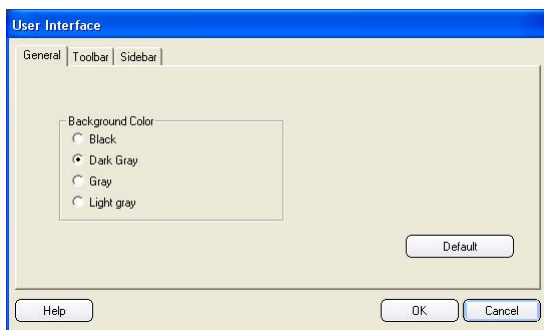 User Interface
General Toolbar Sidebar
Background Color
Black
Dark Gray
Gray
Light gray
Default
Help OK Cancel